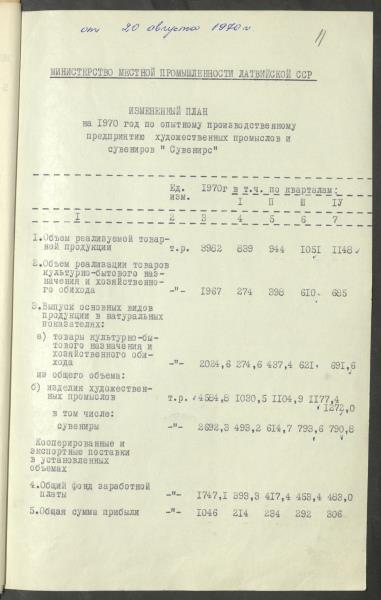 от 20 августа 1970 г.
11
МИНИСТЕРСТВО МЕСТНОЙ ПРОМЫШЛЕННОСТИ ЛАТВИЙСКОЙ ССР
ИЗМЕНЕННЫЙ ПЛАН
на 1970 год по опытному производственному
предприятию художественных промыслов и
сувениров "Сувенирс"
Ед. 1970г в т.ч. по кварталам:
изм. I П Ш IУ
I 2 3 4 5 6 7
1.Объем реализуемой товар-
ной продукции т.р. 3982 839 944 1051 1148
2.Объем реализации товаров
культурно-бытового наз-
начения и хозяйственно-
го обихода -"- 1967 274 398 610 685
3.Выпуск основных видов
продукции в натуральных
показателях:
а) товары культурно-бы-
тового назначения и
хозяйственного оби-
хода -"- 2024,6 274,6 437,4 621 691,6
из общего объема:
б) изделия художествен-
ных промыслов т.р. 4584,8 1030,5 1104,9 1177,4
1272,0
в том числе:
сувениры -"- 2692,3 493,2 614,7 793,6 790,8
Кооперированные и
экспортные поставки
в установленных
объемах
4.Общий фонд заработной
платы -"- 1747,1 393,3 417,4 453,4 483,0
5.Общая сумма прибыли -"- 1046 214 234 292 306